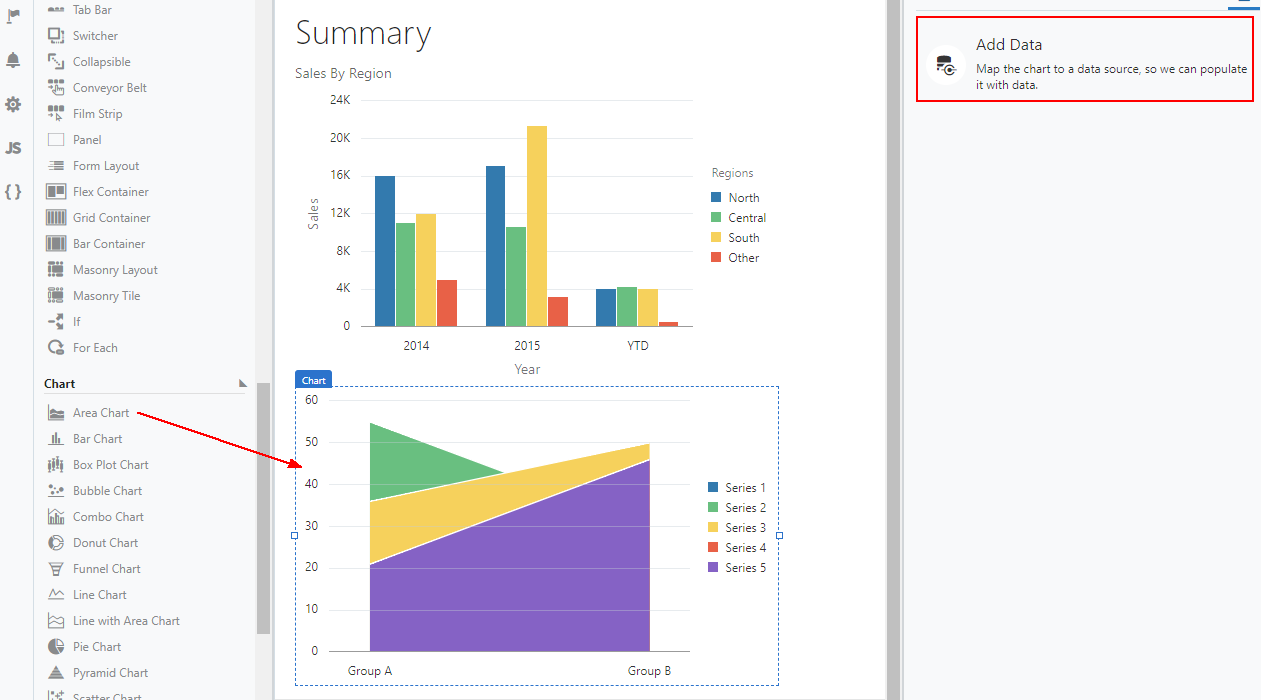 JS
{ }
Tab Bar
Switcher
Collapsible
Conveyor Belt
Film Strip
Panel
Form Layout
Flex Container
Grid Container
Bar Container
Masonry Layout
Masonry Tile
If
For Each
Chart
Area Chart
Bar Chart
Box Plot Chart
Bubble Chart
Combo Chart
Donut Chart
Funnel Chart
Line Chart
Line with Area Chart
Pie Chart
Pyramid Chart
Scatter Chart
Summary
Sales By Region
24K
20K
16K
12K
8K
4K
0
Sales
2014
2015
YTD
Year
Regions
North
Central
South
Other
Chart
60
50
40
30
20
10
0
Group A
Group B
Series 1
Series 2
Series 3
Series 4
Series 5
Add Data
Map the chart to a data source, so we can populate
it with data.